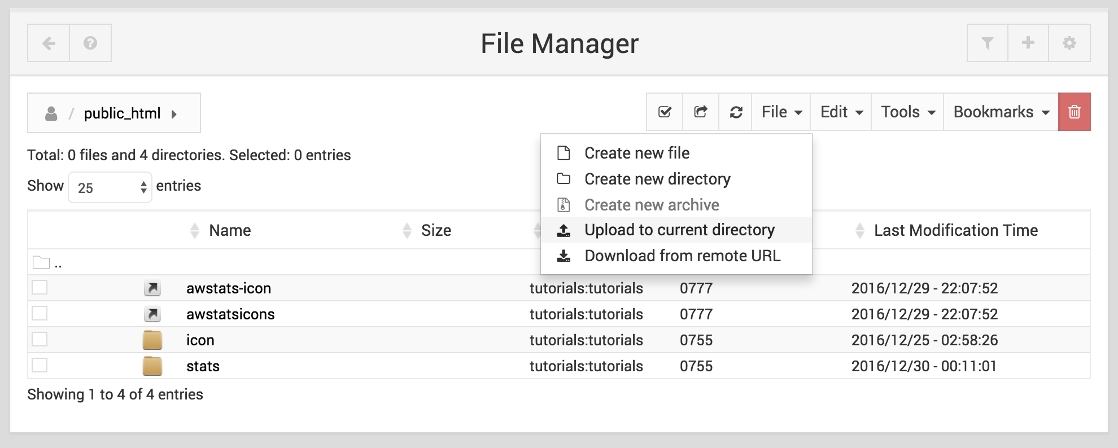 File Manager
/ public_html
File Edit Tools Bookmarks
Total: 0 files and 4 directories. Selected: 0 entries
Create new file
Create new directory
Create new archive
Upload to current directory
Download from remote URL
Show 25 entries
Name Size Last Modification Time
..
awstats-icon tutorials:tutorials 0777 2016/12/29 - 22:07:52
awstatsicons tutorials:tutorials 0777 2016/12/29 - 22:07:52
icon tutorials:tutorials 0755 2016/12/25 - 02:58:26
stats tutorials:tutorials 0755 2016/12/30 - 00:11:01
Showing 1 to 4 of 4 entries